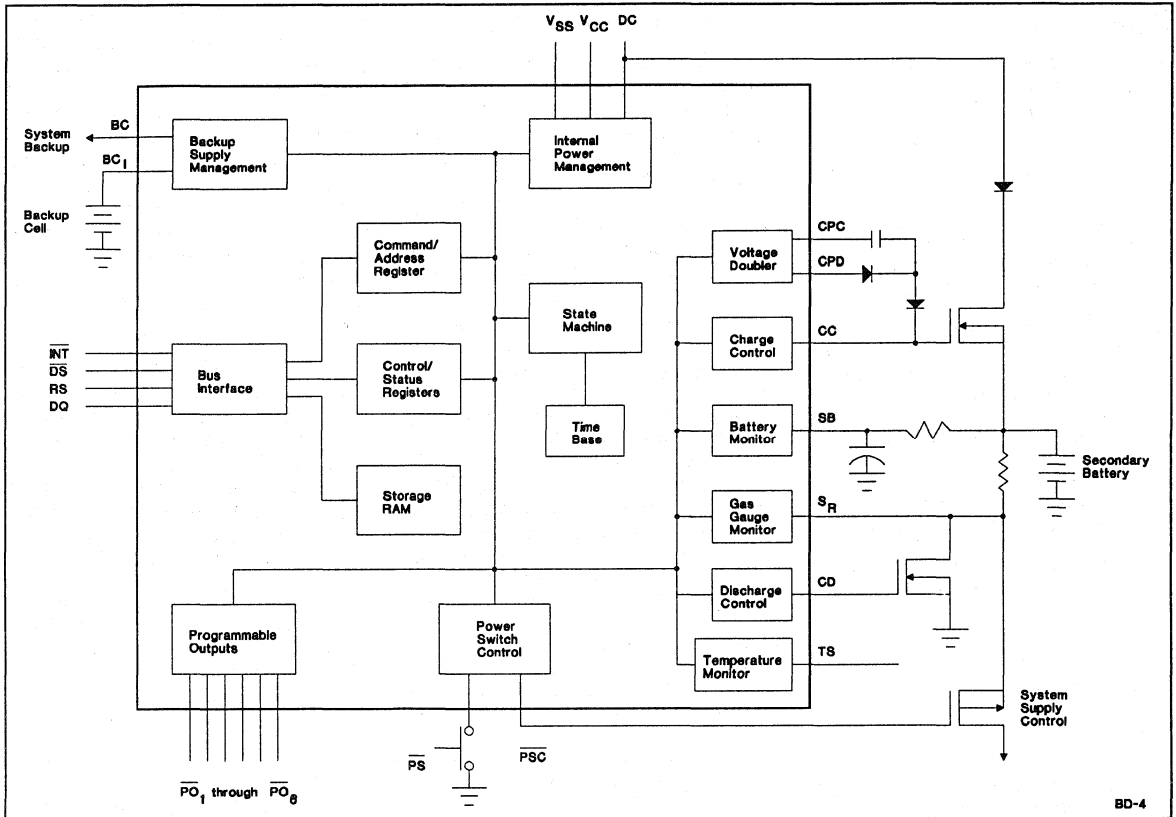 VSS VCC DC
System
Backup
BC
BC1
Backup
Cell
Backup
Supply
Management
Internal
Power
Management
Command/
Address
Register
State
Machine
Time
Base
INT
DS
RS
DQ
Bus
Interface
Control/
Status
Registers
Storage
RAM
Voltage
Doubler
CPC
CPD
Charge
Control
CC
Battery
Monitor
SB
Secondary
Battery
Gas
Gauge
Monitor
SR
Discharge
Control
CD
Temperature
Monitor
TS
Programmable
Outputs
Power
Switch
Control
System
Supply
Control
PS
PSC
PO1 through PO6
BD-4